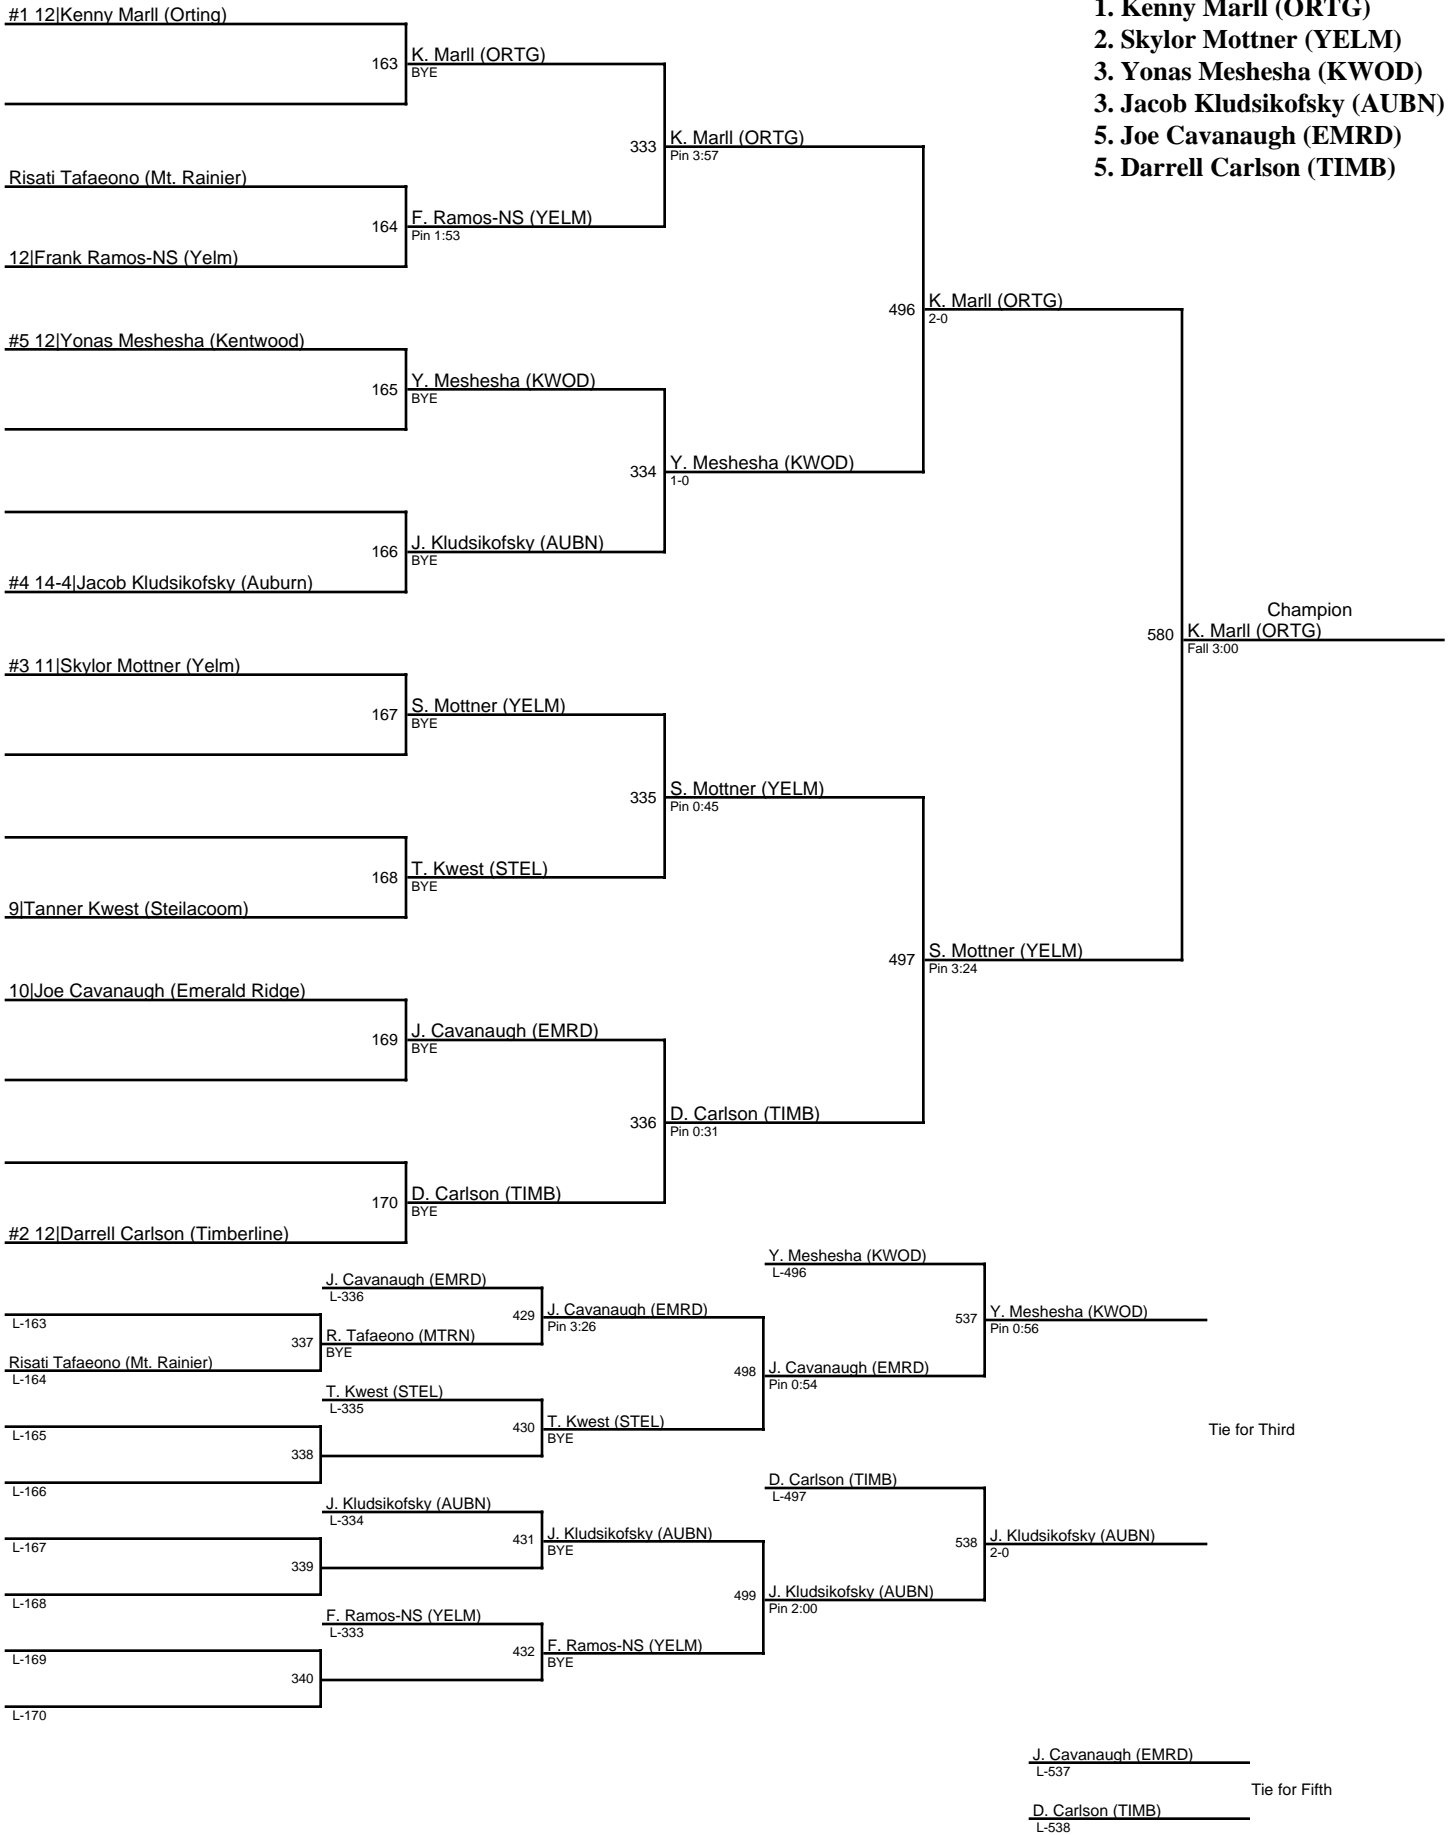 #1 12|Kenny Marll (Orting)
1. Kenny Marll (ORTG)
2. Skylor Mottner (YELM)
3. Yonas Meshesha (KWOD)
3. Jacob Kludsikofsky (AUBN)
5. Joe Cavanaugh (EMRD)
5. Darrell Carlson (TIMB)
163
K. Marll (ORTG)
BYE
333
K. Marll (ORTG)
Pin 3:57
Risati Tafaeono (Mt. Rainier)
164
F. Ramos-NS (YELM)
Pin 1:53
12|Frank Ramos-NS (Yelm)
496
K. Marll (ORTG)
2-0
#5 12|Yonas Meshesha (Kentwood)
165
Y. Meshesha (KWOD)
BYE
334
Y. Meshesha (KWOD)
1-0
166
J. Kludsikofsky (AUBN)
BYE
#4 14-4|Jacob Kludsikofsky (Auburn)
Champion
580
K. Marll (ORTG)
Fall 3:00
#3 11|Skylor Mottner (Yelm)
167
S. Mottner (YELM)
BYE
335
S. Mottner (YELM)
Pin 0:45
168
T. Kwest (STEL)
BYE
9|Tanner Kwest (Steilacoom)
497
S. Mottner (YELM)
Pin 3:24
10|Joe Cavanaugh (Emerald Ridge)
169
J. Cavanaugh (EMRD)
BYE
336
D. Carlson (TIMB)
Pin 0:31
170
D. Carlson (TIMB)
BYE
#2 12|Darrell Carlson (Timberline)
Y. Meshesha (KWOD)
L-496
J. Cavanaugh (EMRD)
L-336
L-163
429
J. Cavanaugh (EMRD)
Pin 3:26
537
Y. Meshesha (KWOD)
Pin 0:56
337
R. Tafaeono (MTRN)
BYE
Risati Tafaeono (Mt. Rainier)
L-164
498
J. Cavanaugh (EMRD)
Pin 0:54
T. Kwest (STEL)
L-335
L-165
430
T. Kwest (STEL)
BYE
Tie for Third
338
L-166
D. Carlson (TIMB)
L-497
J. Kludsikofsky (AUBN)
L-334
L-167
431
J. Kludsikofsky (AUBN)
BYE
538
J. Kludsikofsky (AUBN)
2-0
339
L-168
499
J. Kludsikofsky (AUBN)
Pin 2:00
F. Ramos-NS (YELM)
L-333
L-169
432
F. Ramos-NS (YELM)
BYE
340
L-170
J. Cavanaugh (EMRD)
L-537
Tie for Fifth
D. Carlson (TIMB)
L-538